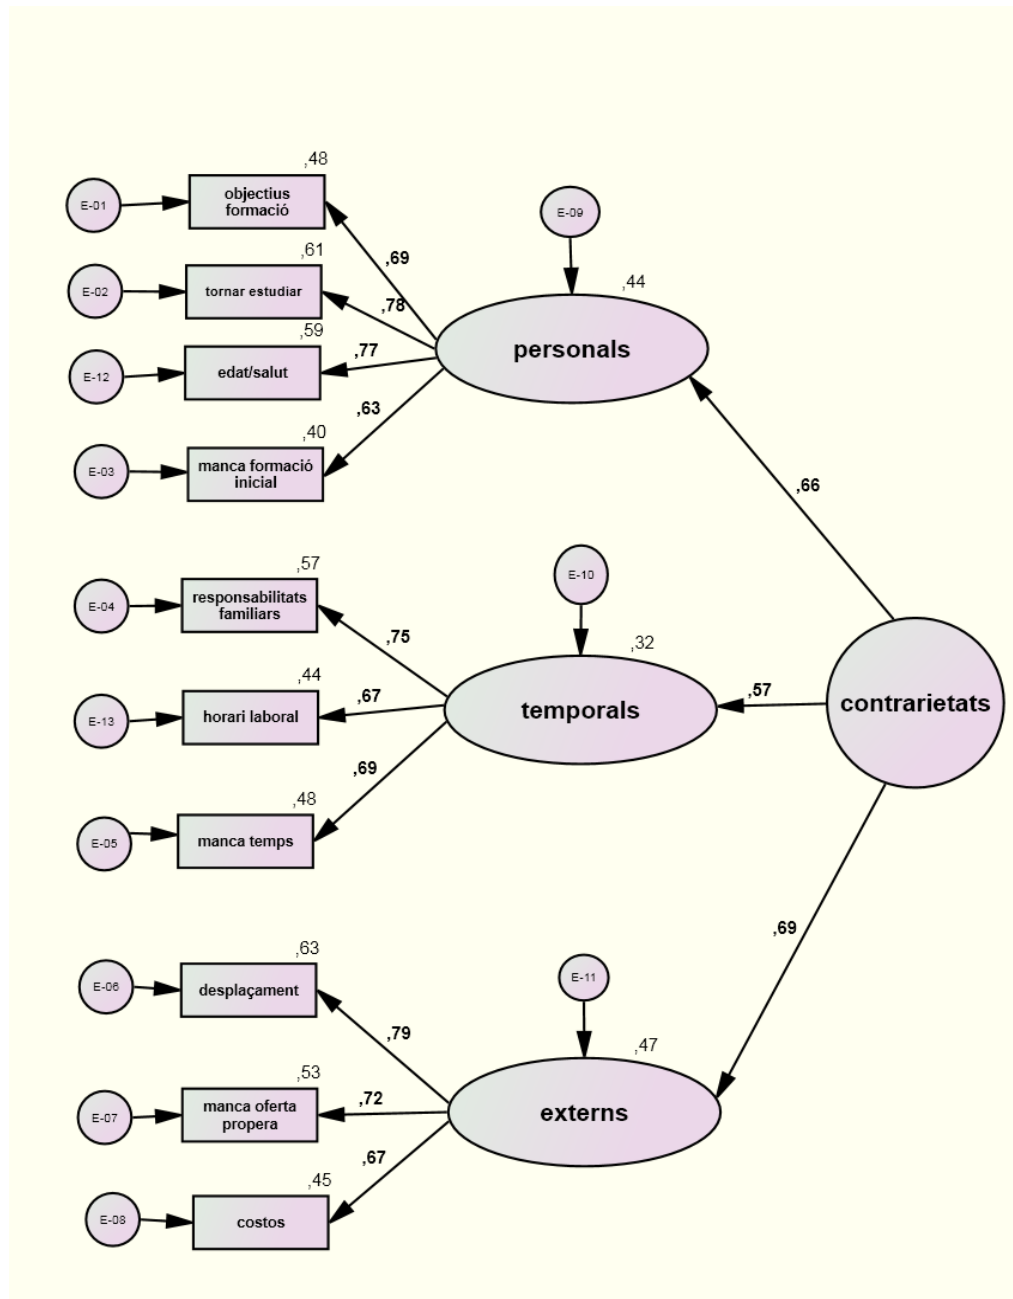 ,48
E-01
objectius
formació
,61
E-02
tornar estudiar
,59
E-12
edat/salut
,40
E-03
manca formació
inicial
,69
,78
,77
,63
E-09
,44
personals
,66
,57
E-04
responsabilitats
familiars
,44
E-13
horari laboral
,48
E-05
manca temps
,75
,67
,69
E-10
,32
temporals
,57
contrarietats
,69
,63
E-06
desplaçament
,53
E-07
manca oferta
propera
,45
E-08
costos
,79
,72
,67
E-11
,47
externs